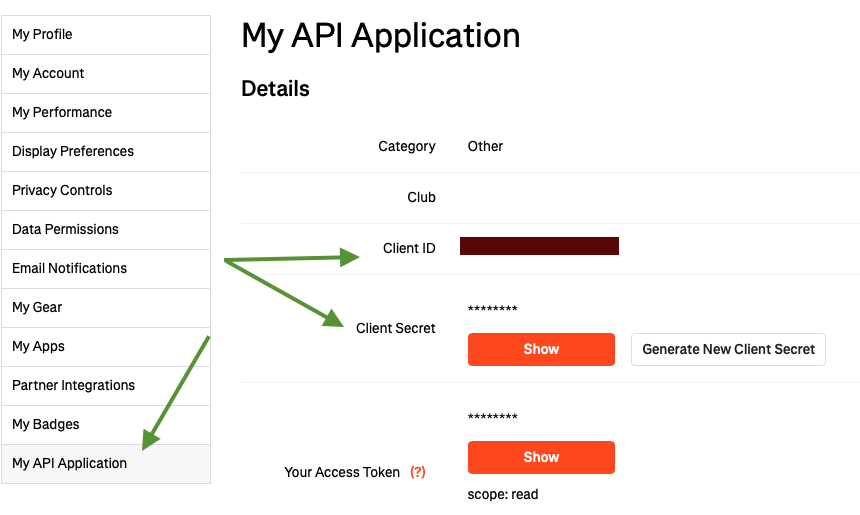 My Profile
My Account
My Performance
Display Preferences
Privacy Controls
Data Permissions
Email Notifications
My Gear
My Apps
Partner Integrations
My Badges
My API Application
My API Application
Details
Category Other
Club
Client ID
Client Secret
********
Show Generate New Client Secret
Your Access Token (?)
********
Show
scope: read